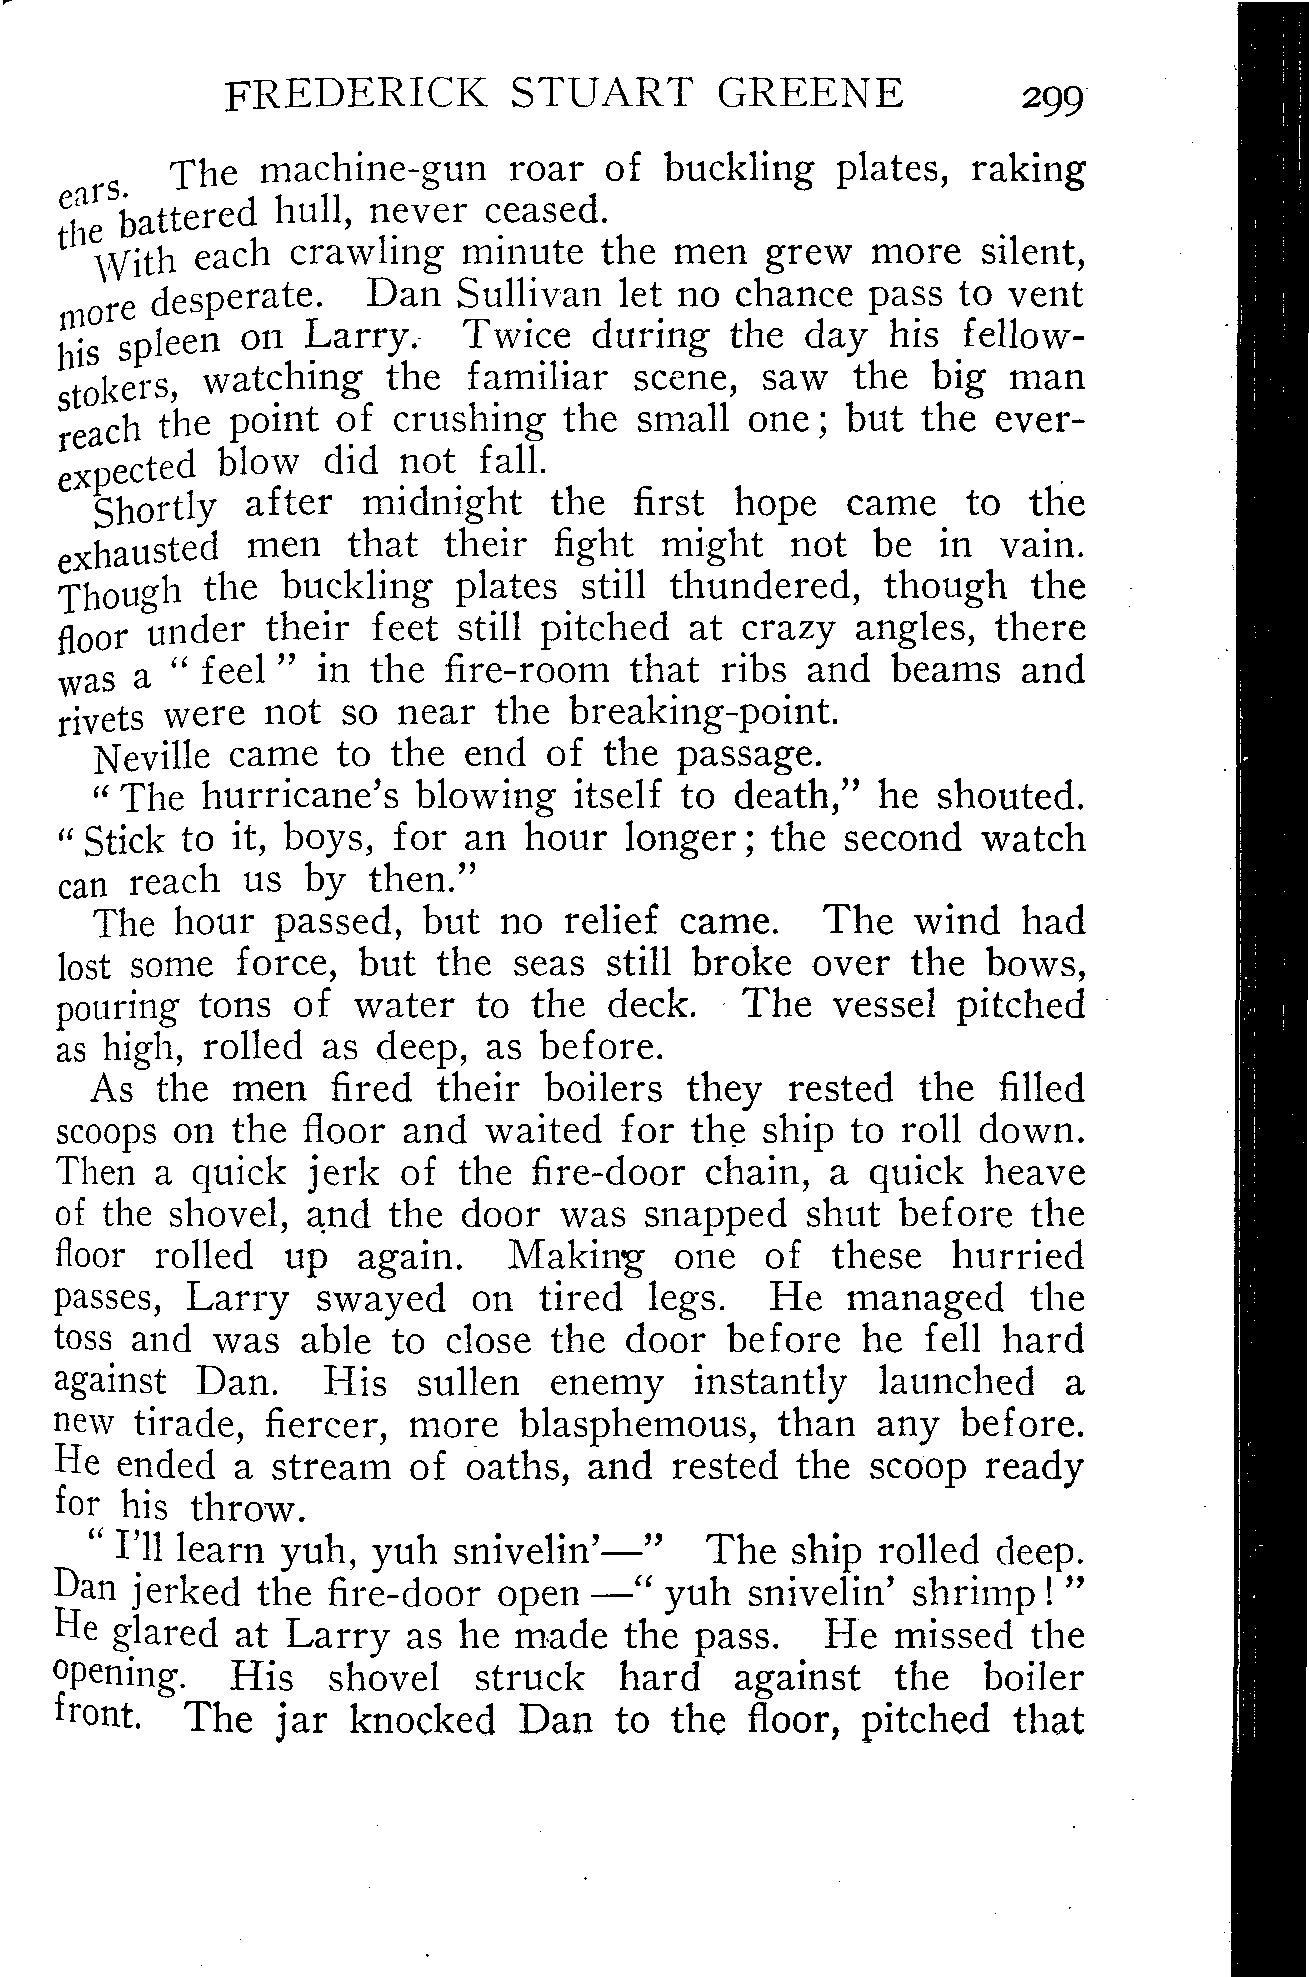 FREDERICK STUART GREENE 299
ears. The machine-gun roar of buckling plates, raking
the battered hull, never ceased.
With each crawling minute the men grew more silent,
more desperate. Dan Sullivan let no chance pass to vent
his spleen on Larry. Twice during the day his fellow-
stokers, watching the familiar scene, saw the big man
reach the point of crushing the small one; but the ever-
expected blow did not fall.
Shortly after midnight the first hope came to the
exhausted men that their fight might not be in vain.
Though the buckling plates still thundered, though the
floor under their feet still pitched at crazy angles, there
was a " feel " in the fire-room that ribs and beams and
rivets were not so near the breaking-point.
Neville came to the end of the passage.
" The hurricane's blowing itself to death," he shouted.
" Stick to it, boys, for an hour longer; the second watch
can reach us by then."
The hour passed, but no relief came. The wind had
lost some force, but the seas still broke over the bows,
pouring tons of water to the deck. The vessel pitched
as high, rolled as deep, as before.
As the men fired their boilers they rested the filled
scoops on the floor and waited for the ship to roll down.
Then a quick jerk of the fire-door chain, a quick heave
of the shovel, and the door was snapped shut before the
floor rolled up again. Making one of these hurried
passes, Larry swayed on tired legs. He managed the
toss and was able to close the door before he fell hard
against Dan. His sullen enemy instantly launched a
new tirade, fiercer, more blasphemous, than any before.
He ended a stream of oaths, and rested the scoop ready
for his throw.
" I'll learn yuh, yuh snivelin'—" The ship rolled deep.
Dan jerked the fire-door open —" yuh snivelin' shrimp! "
He glared at Larry as he made the pass. He missed the
opening. His shovel struck hard against the boiler
front. The jar knocked Dan to the floor, pitched that